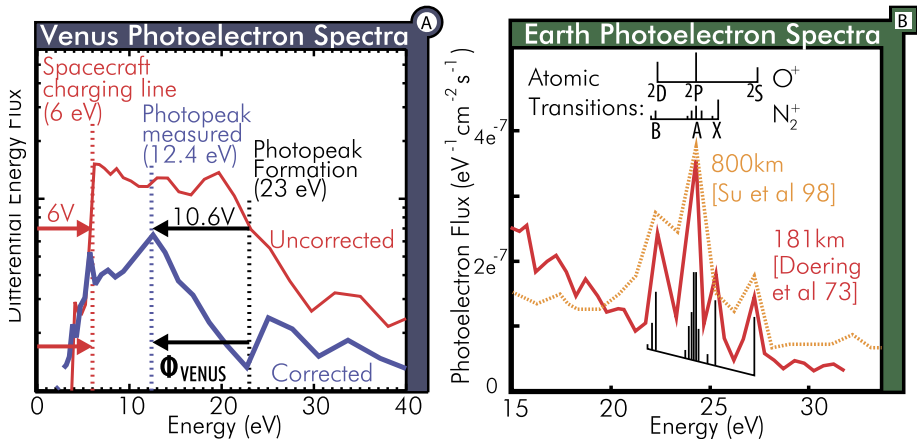 Venus Photoelectron Spectra
A
Differential Energy Flux
Spacecraft
charging line
(6 eV)
Photopeak
measured
(12.4 eV)
Photopeak
Formation
(23 eV)
6V
10.6V
Uncorrected
ΦVENUS
Corrected
0 10 20 30 40
Energy (eV)
Earth Photoelectron Spectra
B
Photoelectron Flux (eV⁻¹ cm⁻² s⁻¹)
4e⁻⁷
2e⁻⁷
0
Atomic
Transitions:
²D ²P ²S O⁺
B A X N₂⁺
800km
[Su et al 98]
181km
[Doering
et al 73]
15 20 25 30
Energy (eV)